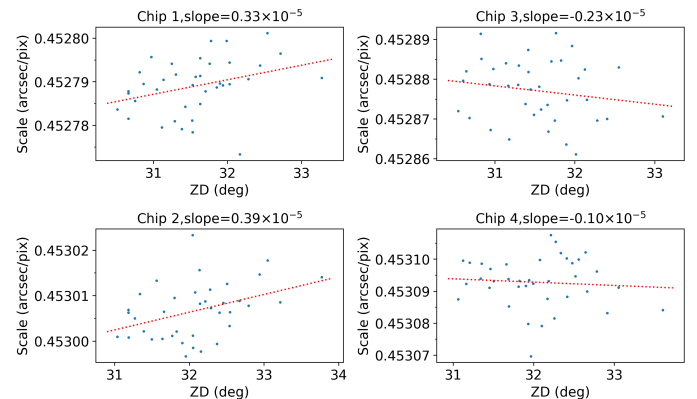 Chip 1,slope=0.33×10⁻⁵
Scale (arcsec/pix)
0.45280
0.45279
0.45278
31 32 33
ZD (deg)
Chip 3,slope=-0.23×10⁻⁵
Scale (arcsec/pix)
0.45289
0.45288
0.45287
0.45286
31 32 33
ZD (deg)
Chip 2,slope=0.39×10⁻⁵
Scale (arcsec/pix)
0.45302
0.45301
0.45300
31 32 33 34
ZD (deg)
Chip 4,slope=-0.10×10⁻⁵
Scale (arcsec/pix)
0.45310
0.45309
0.45308
0.45307
31 32 33
ZD (deg)